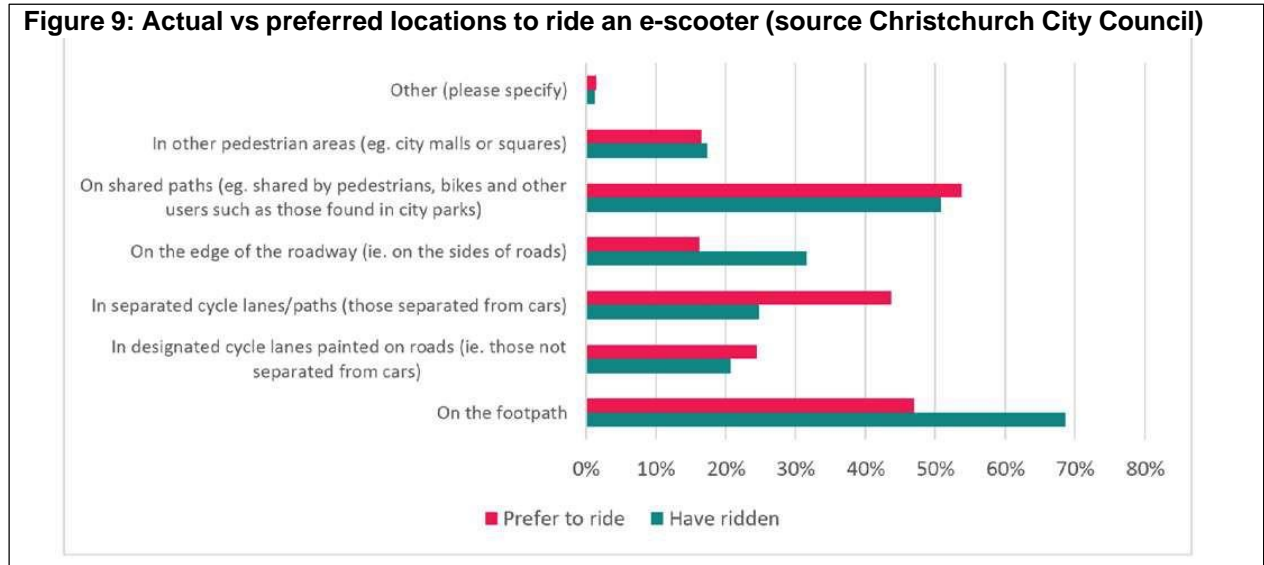 Figure 9: Actual vs preferred locations to ride an e-scooter (source Christchurch City Council)
Other (please specify)
In other pedestrian areas (eg. city malls or squares)
On shared paths (eg. shared by pedestrians, bikes and other
users such as those found in city parks)
On the edge of the roadway (ie. on the sides of roads)
In separated cycle lanes/paths (those separated from cars)
In designated cycle lanes painted on roads (ie. those not
separated from cars)
On the footpath
0% 10% 20% 30% 40% 50% 60% 70% 80%
Prefer to ride Have ridden